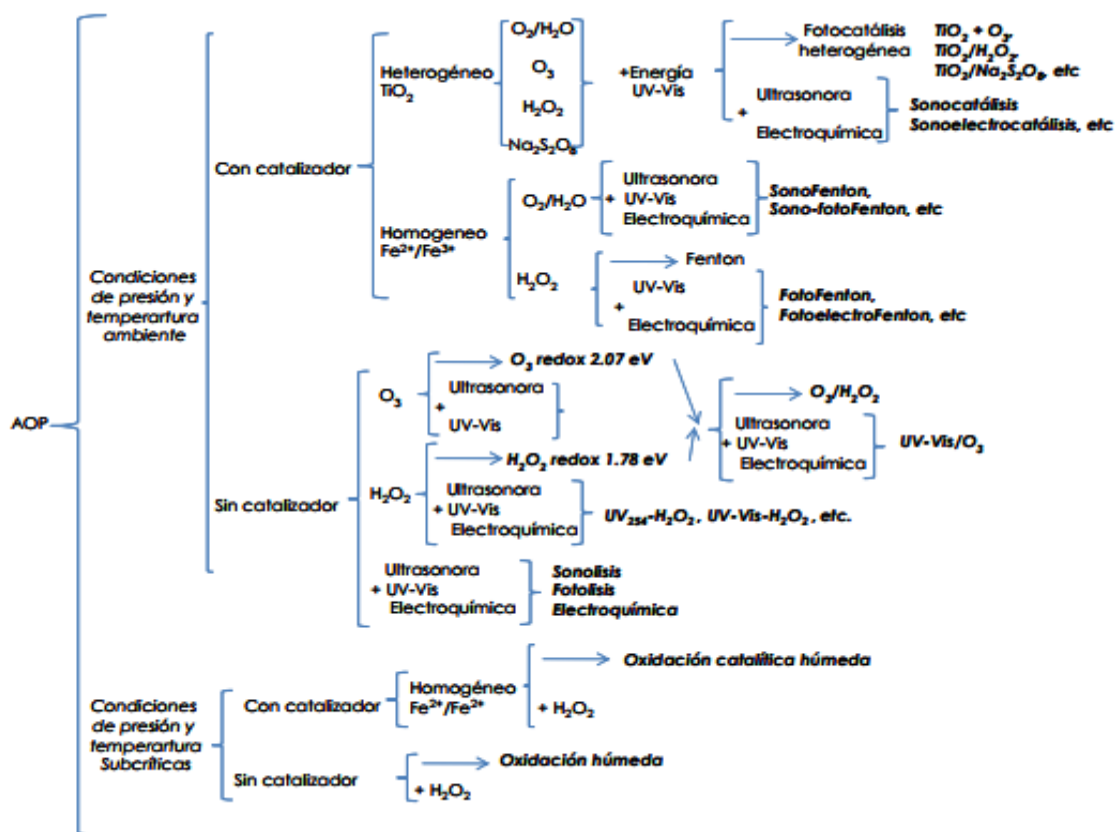 AOP
Condiciones
de presión y
temperartura
ambiente
Con catalizador
Heterogéneo
TiO₂
O₂/H₂O
O₃
H₂O₂
Na₂S₂O₈
+Energía
UV-Vis
Fotocatálisis
heterogénea
TiO₂ + O₃,
TiO₂/H₂O₂,
TiO₂/Na₂S₂O₈, etc
Ultrasonora
+
Electroquímica
Sonocatálisis
Sonoelectrocatálisis, etc
Homogeneo
Fe²⁺/Fe³⁺
O₂/H₂O
Ultrasonora
+ UV-Vis
Electroquímica
SonoFenton,
Sono-fotoFenton, etc
H₂O₂
Fenton
UV-Vis
+
Electroquímica
FotoFenton,
FotoelectroFenton, etc
Sin catalizador
O₃
O₃ redox 2.07 eV
Ultrasonora
+
UV-Vis
H₂O₂
H₂O₂ redox 1.78 eV
Ultrasonora
+ UV-Vis
Electroquímica
UV₂₅₄-H₂O₂, UV-Vis-H₂O₂, etc.
O₃/H₂O₂
Ultrasonora
+ UV-Vis
Electroquímica
UV-Vis/O₃
Ultrasonora
+ UV-Vis
Electroquímica
Sonolisis
Fotolisis
Electroquímica
Condiciones
de presión y
temperartura
Subcríticas
Con catalizador
Homogéneo
Fe²⁺/Fe²⁺
Oxidación catalítica húmeda
+ H₂O₂
Sin catalizador
Oxidación húmeda
+ H₂O₂